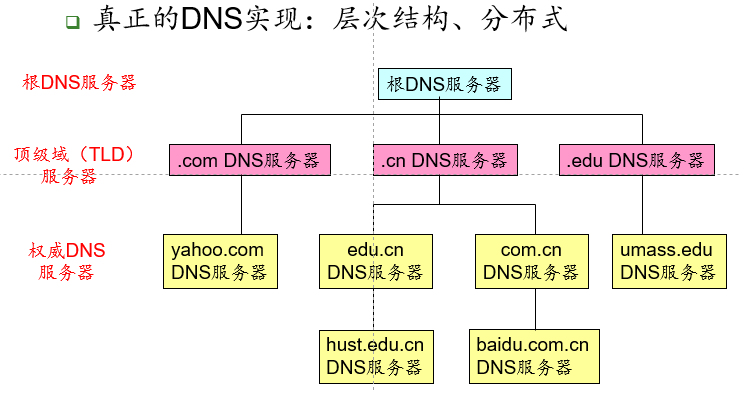 真正的DNS实现：层次结构、分布式
根DNS服务器
根DNS服务器
顶级域（TLD）
服务器
.com DNS服务器
.cn DNS服务器
.edu DNS服务器
权威DNS
服务器
yahoo.com
DNS服务器
edu.cn
DNS服务器
com.cn
DNS服务器
umass.edu
DNS服务器
hust.edu.cn
DNS服务器
baidu.com.cn
DNS服务器